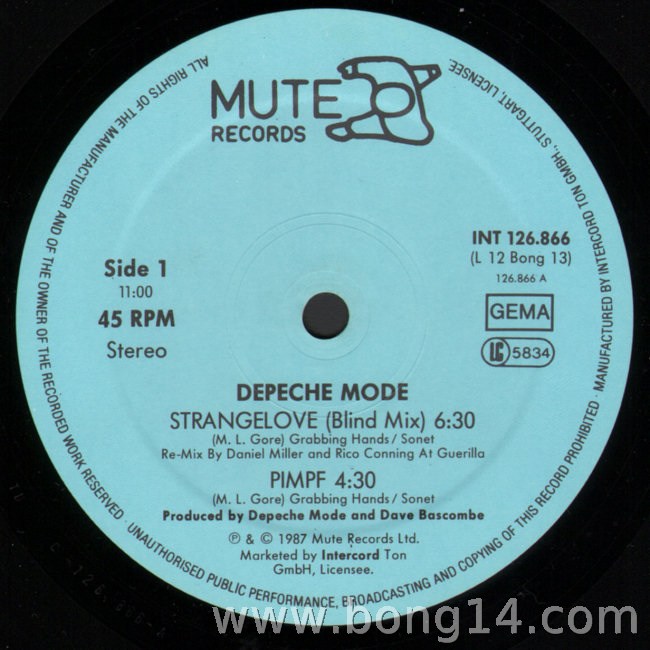 MUTE
RECORDS
ALL RIGHTS OF THE MANUFACTURER AND OF THE OWNER OF THE RECORDED WORK RESERVED · UNAUTHORISED PUBLIC PERFORMANCE, BROADCASTING AND COPYING OF THIS RECORD PROHIBITED · MANUFACTURED BY INTERCORD TON GMBH, STUTTGART, LICENSEE.
Side 1
11:00
45 RPM
Stereo
INT 126.866
(L 12 Bong 13)
126.866 A
GEMA
LC 5834
DEPECHE MODE
STRANGELOVE (Blind Mix) 6:30
(M. L. Gore) Grabbing Hands / Sonet
Re-Mix By Daniel Miller and Rico Conning At Guerilla
PIMPF 4:30
(M. L. Gore) Grabbing Hands / Sonet
Produced by Depeche Mode and Dave Bascombe
℗ & © 1987 Mute Records Ltd.
Marketed by Intercord Ton
GmbH, Licensee.
www.bong14.com